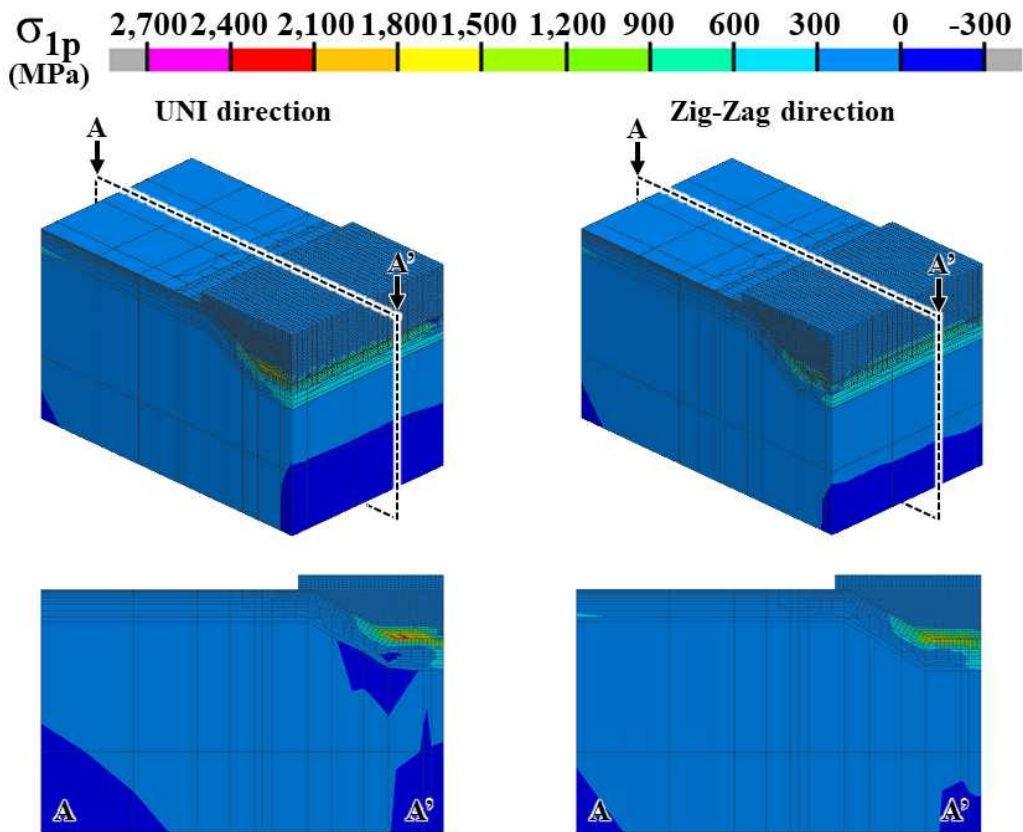 σ1p 2,700 2,400 2,100 1,800 1,500 1,200 900 600 300 0 -300
(MPa)
UNI direction Zig-Zag direction
A A
A' A'
A A' A A'